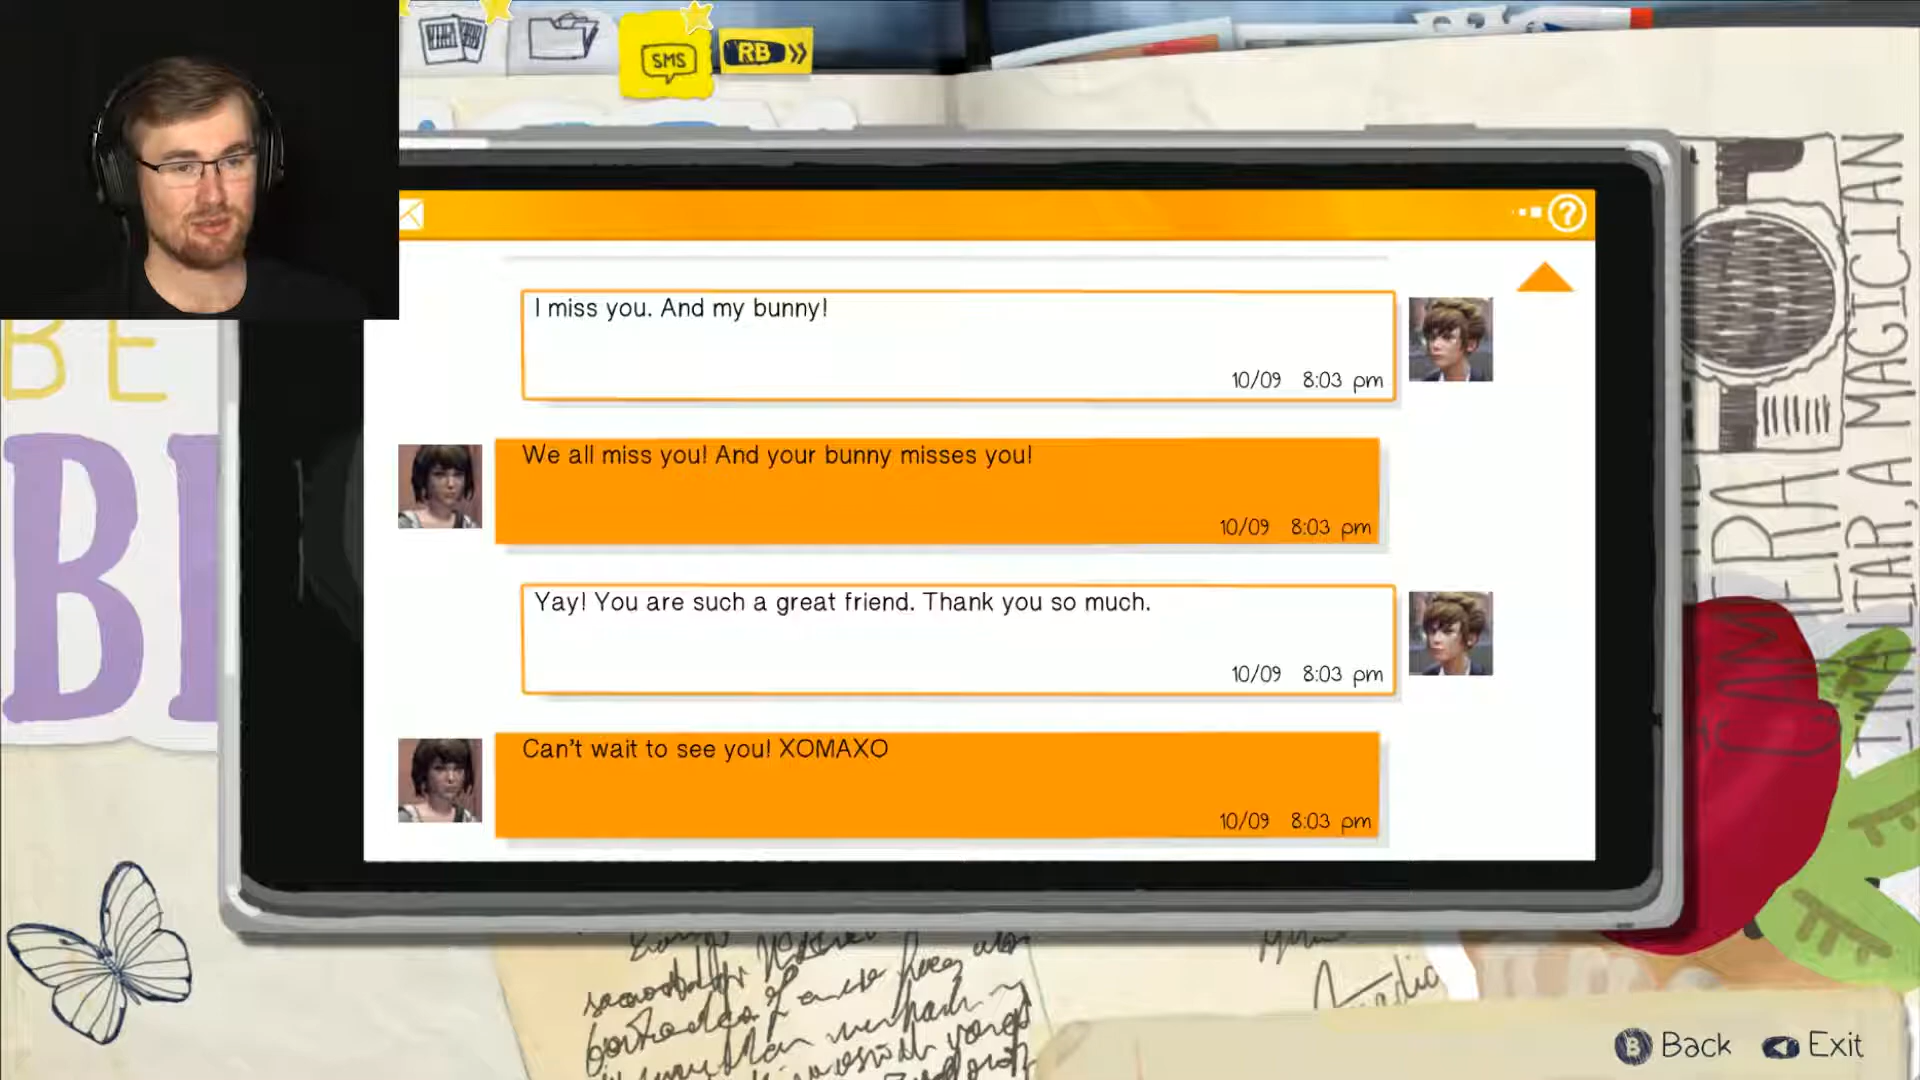 SMS
RB
I miss you. And my bunny!
10/09 8:03 pm
We all miss you! And your bunny misses you!
10/09 8:03 pm
Yay! You are such a great friend. Thank you so much.
10/09 8:03 pm
Can't wait to see you! XOMAXO
10/09 8:03 pm
BE
CAMERA
LIAR, A MAGICIAN
Back
Exit